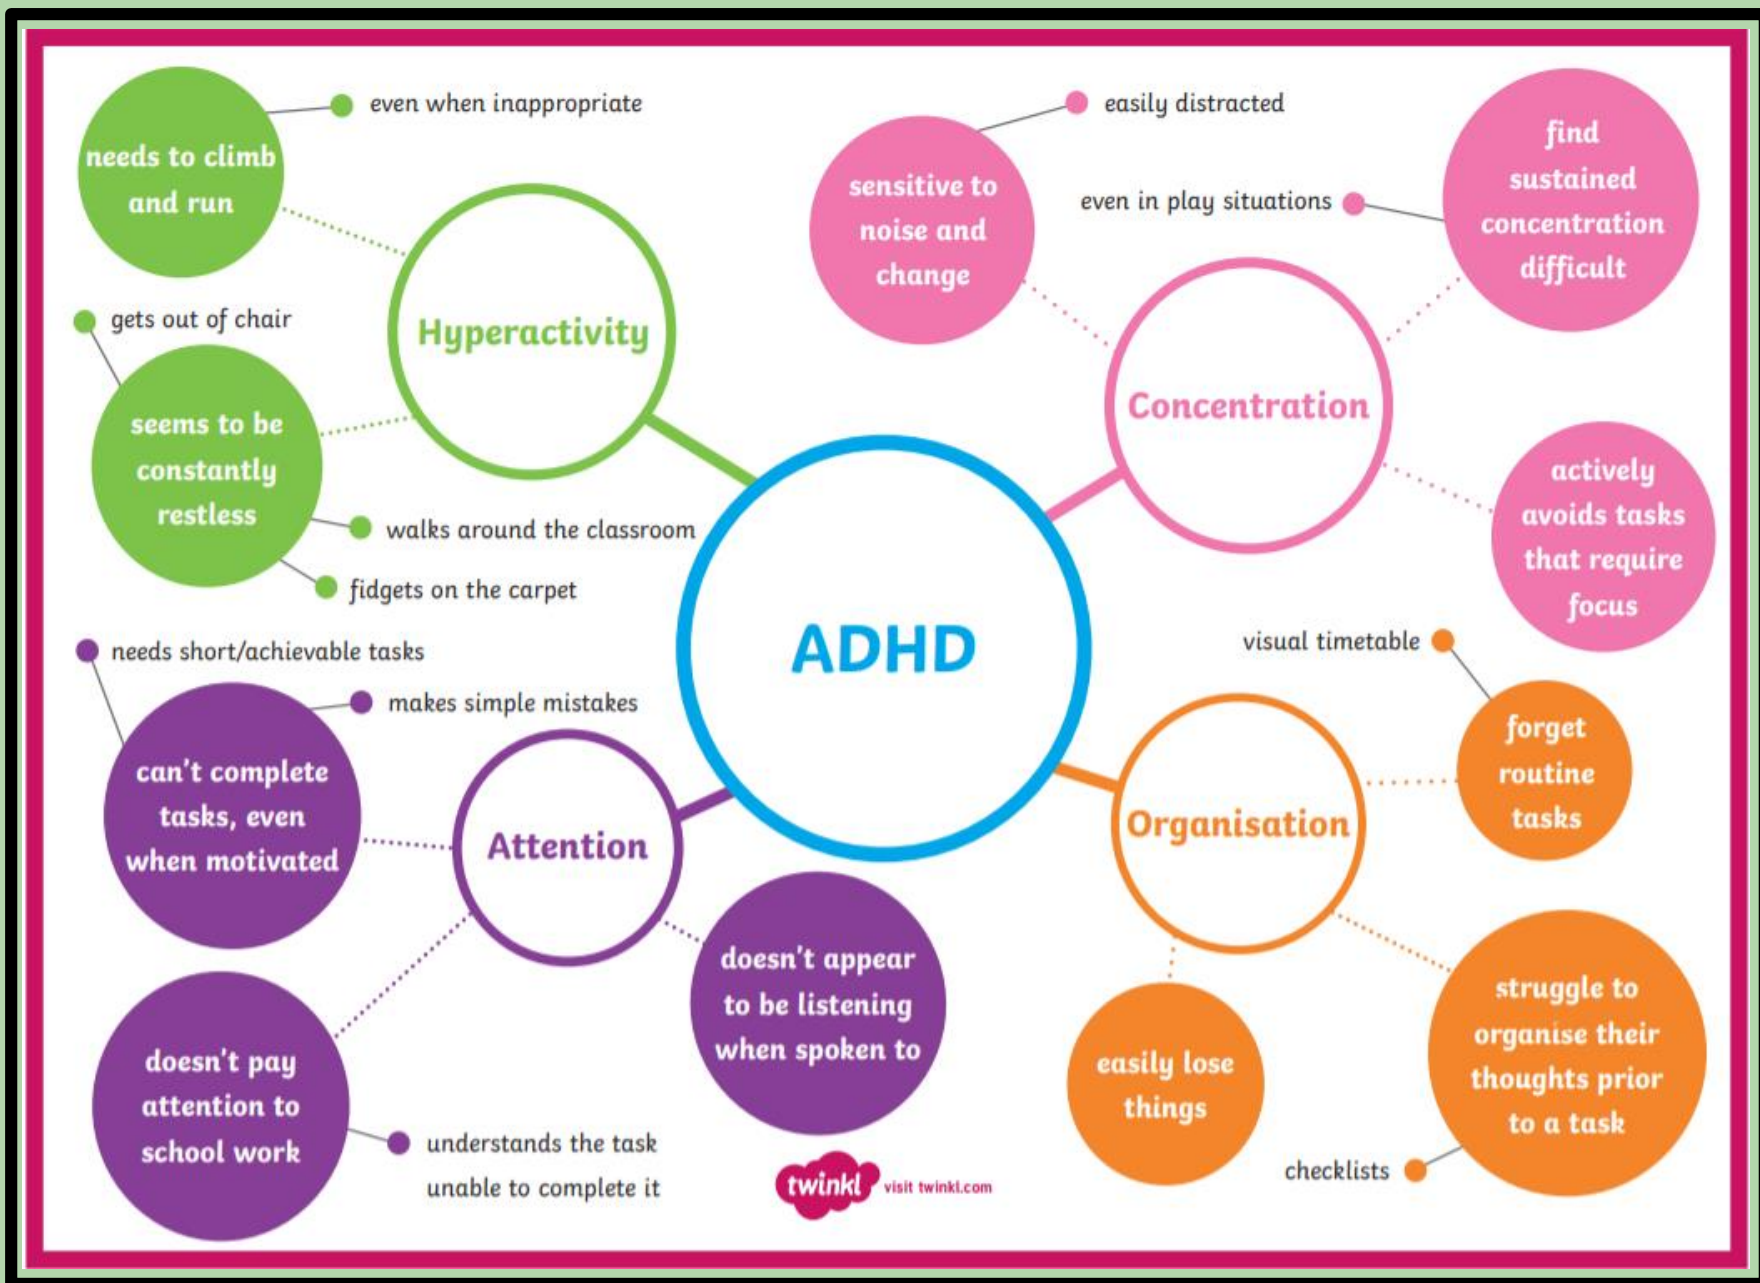 even when inappropriate
needs to climb
and run
Hyperactivity
gets out of chair
seems to be
constantly
restless
walks around the classroom
fidgets on the carpet
easily distracted
sensitive to
noise and
change
even in play situations
find
sustained
concentration
difficult
Concentration
actively
avoids tasks
that require
focus
ADHD
needs short/achievable tasks
makes simple mistakes
can't complete
tasks, even
when motivated
Attention
doesn't appear
to be listening
when spoken to
doesn't pay
attention to
school work
understands the task
unable to complete it
visual timetable
forget
routine
tasks
Organisation
easily lose
things
struggle to
organise their
thoughts prior
to a task
checklists
twinkl visit twinkl.com